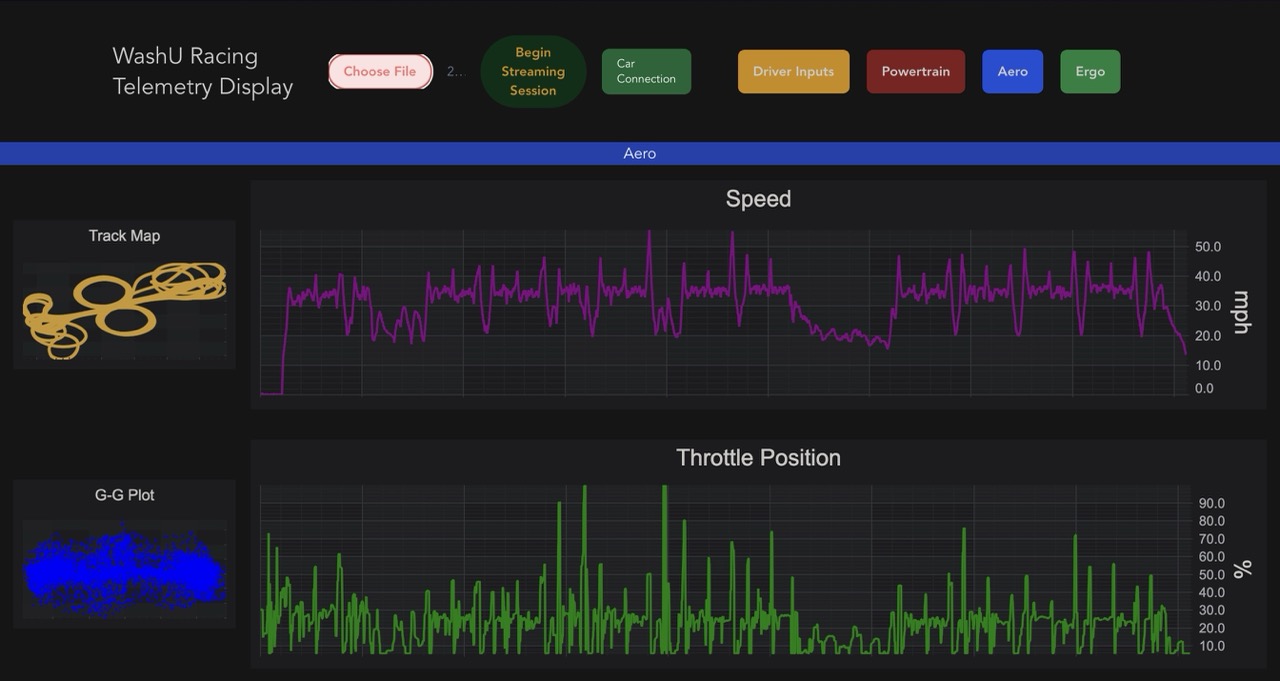 WashU Racing
Telemetry Display
Choose File
2...
Begin
Streaming
Session
Car
Connection
Driver Inputs
Powertrain
Aero
Ergo
Aero
Track Map
Speed
50.0
40.0
30.0
20.0
10.0
0.0
mph
G-G Plot
Throttle Position
90.0
80.0
70.0
60.0
50.0
40.0
30.0
20.0
10.0
%